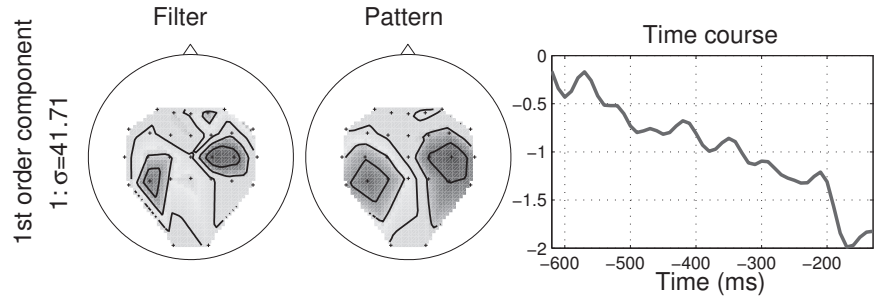 Filter
Pattern
Time course
1st order component
1: σ=41.71
0
−0.5
−1
−1.5
−2
−600
−500
−400
−300
−200
Time (ms)